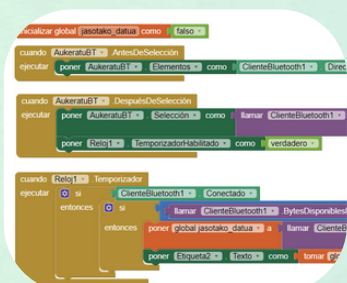 inicializar global jasotako_datua como falso
cuando AukeratuBT AntesDeSelección
ejecutar poner AukeratuBT . Elementos como ClienteBluetooth1 . Direc
cuando AukeratuBT DespuésDeSelección
ejecutar poner AukeratuBT . Selección como llamar ClienteBluetooth1
poner Reloj1 . TemporizadorHabilitado como verdadero
cuando Reloj1 Temporizador
ejecutar si ClienteBluetooth1 . Conectado
entonces si llamar ClienteBluetooth1 BytesDisponibles
entonces poner global jasotako_datua a llamar ClienteB
poner Etiqueta2 . Texto como tomar glo